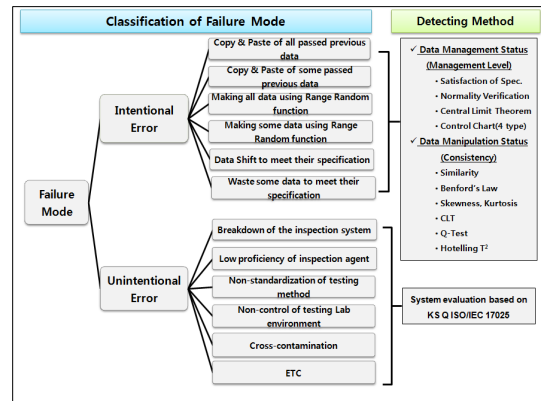 Classification of Failure Mode
Detecting Method
Failure
Mode
Intentional
Error
Copy & Paste of all passed previous
data
Copy & Paste of some passed
previous data
Making all data using Range Random
function
Making some data using Range
Random function
Data Shift to meet their specification
Waste some data to meet their
specification
Unintentional
Error
Breakdown of the inspection system
Low proficiency of inspection agent
Non-standardization of testing
method
Non-control of testing Lab
environment
Cross-contamination
ETC
✓ Data Management Status
(Management Level)
• Satisfaction of Spec.
• Normality Verification
• Central Limit Theorem
• Control Chart(4 type)
✓ Data Manipulation Status
(Consistency)
• Similarity
• Benford's Law
• Skewness, Kurtosis
• CLT
• Q-Test
• Hotelling T²
System evaluation based on
KS Q ISO/IEC 17025